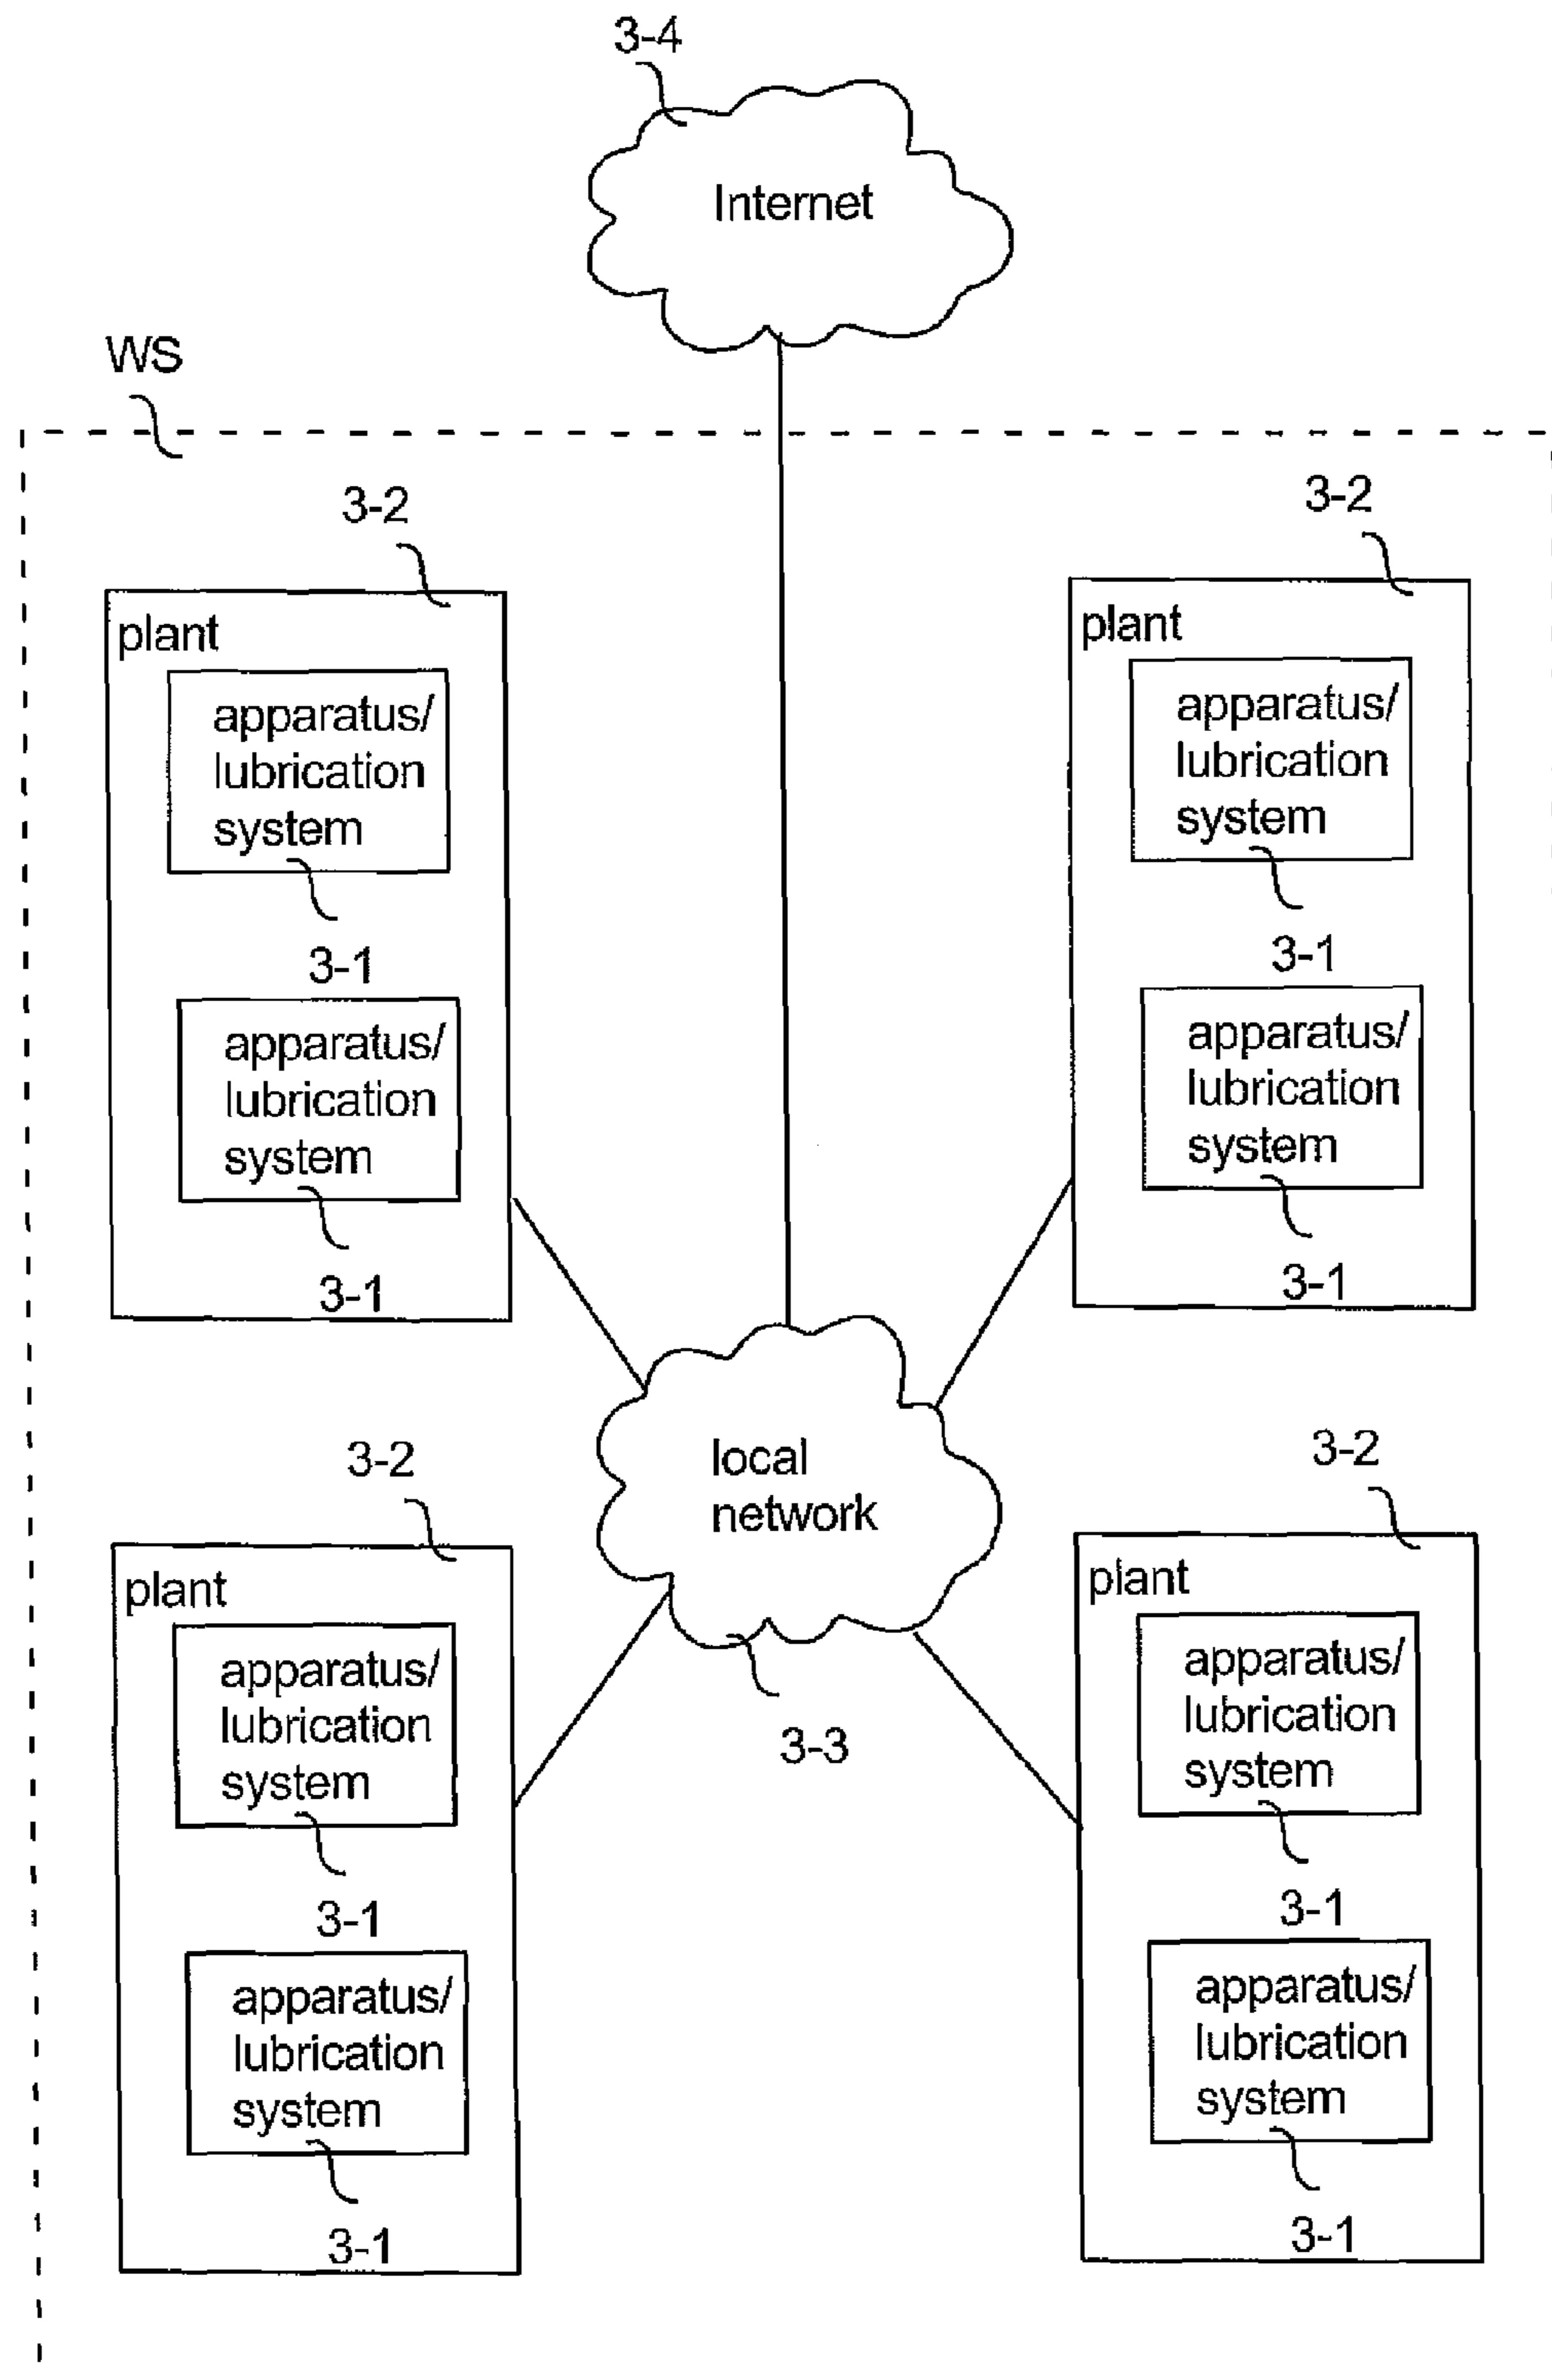 3-4
Internet
WS
3-2
plant
apparatus/
lubrication
system
3-1
apparatus/
lubrication
system
3-1
3-2
plant
apparatus/
lubrication
system
3-1
apparatus/
lubrication
system
3-1
local
network
3-3
3-2
plant
apparatus/
lubrication
system
3-1
apparatus/
lubrication
system
3-1
3-2
plant
apparatus/
lubrication
system
3-1
apparatus/
lubrication
system
3-1